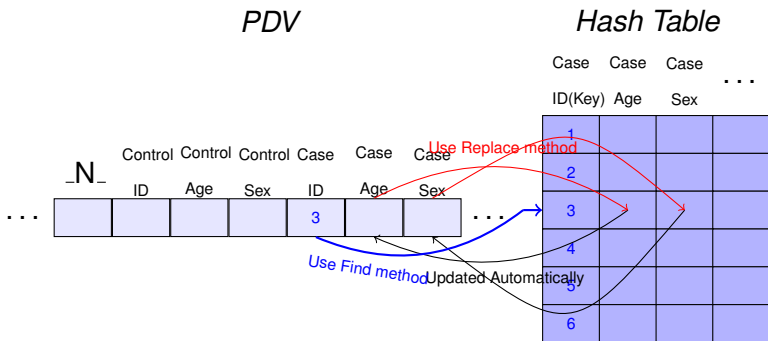 PDV
Hash Table
Case Case Case
ID(Key) Age Sex
...
_N_
Control Control Control Case Case Case
ID Age Sex ID Age Sex
... 3 ...
Use Replace method
Use Find method
Updated Automatically
1
2
3
4
5
6